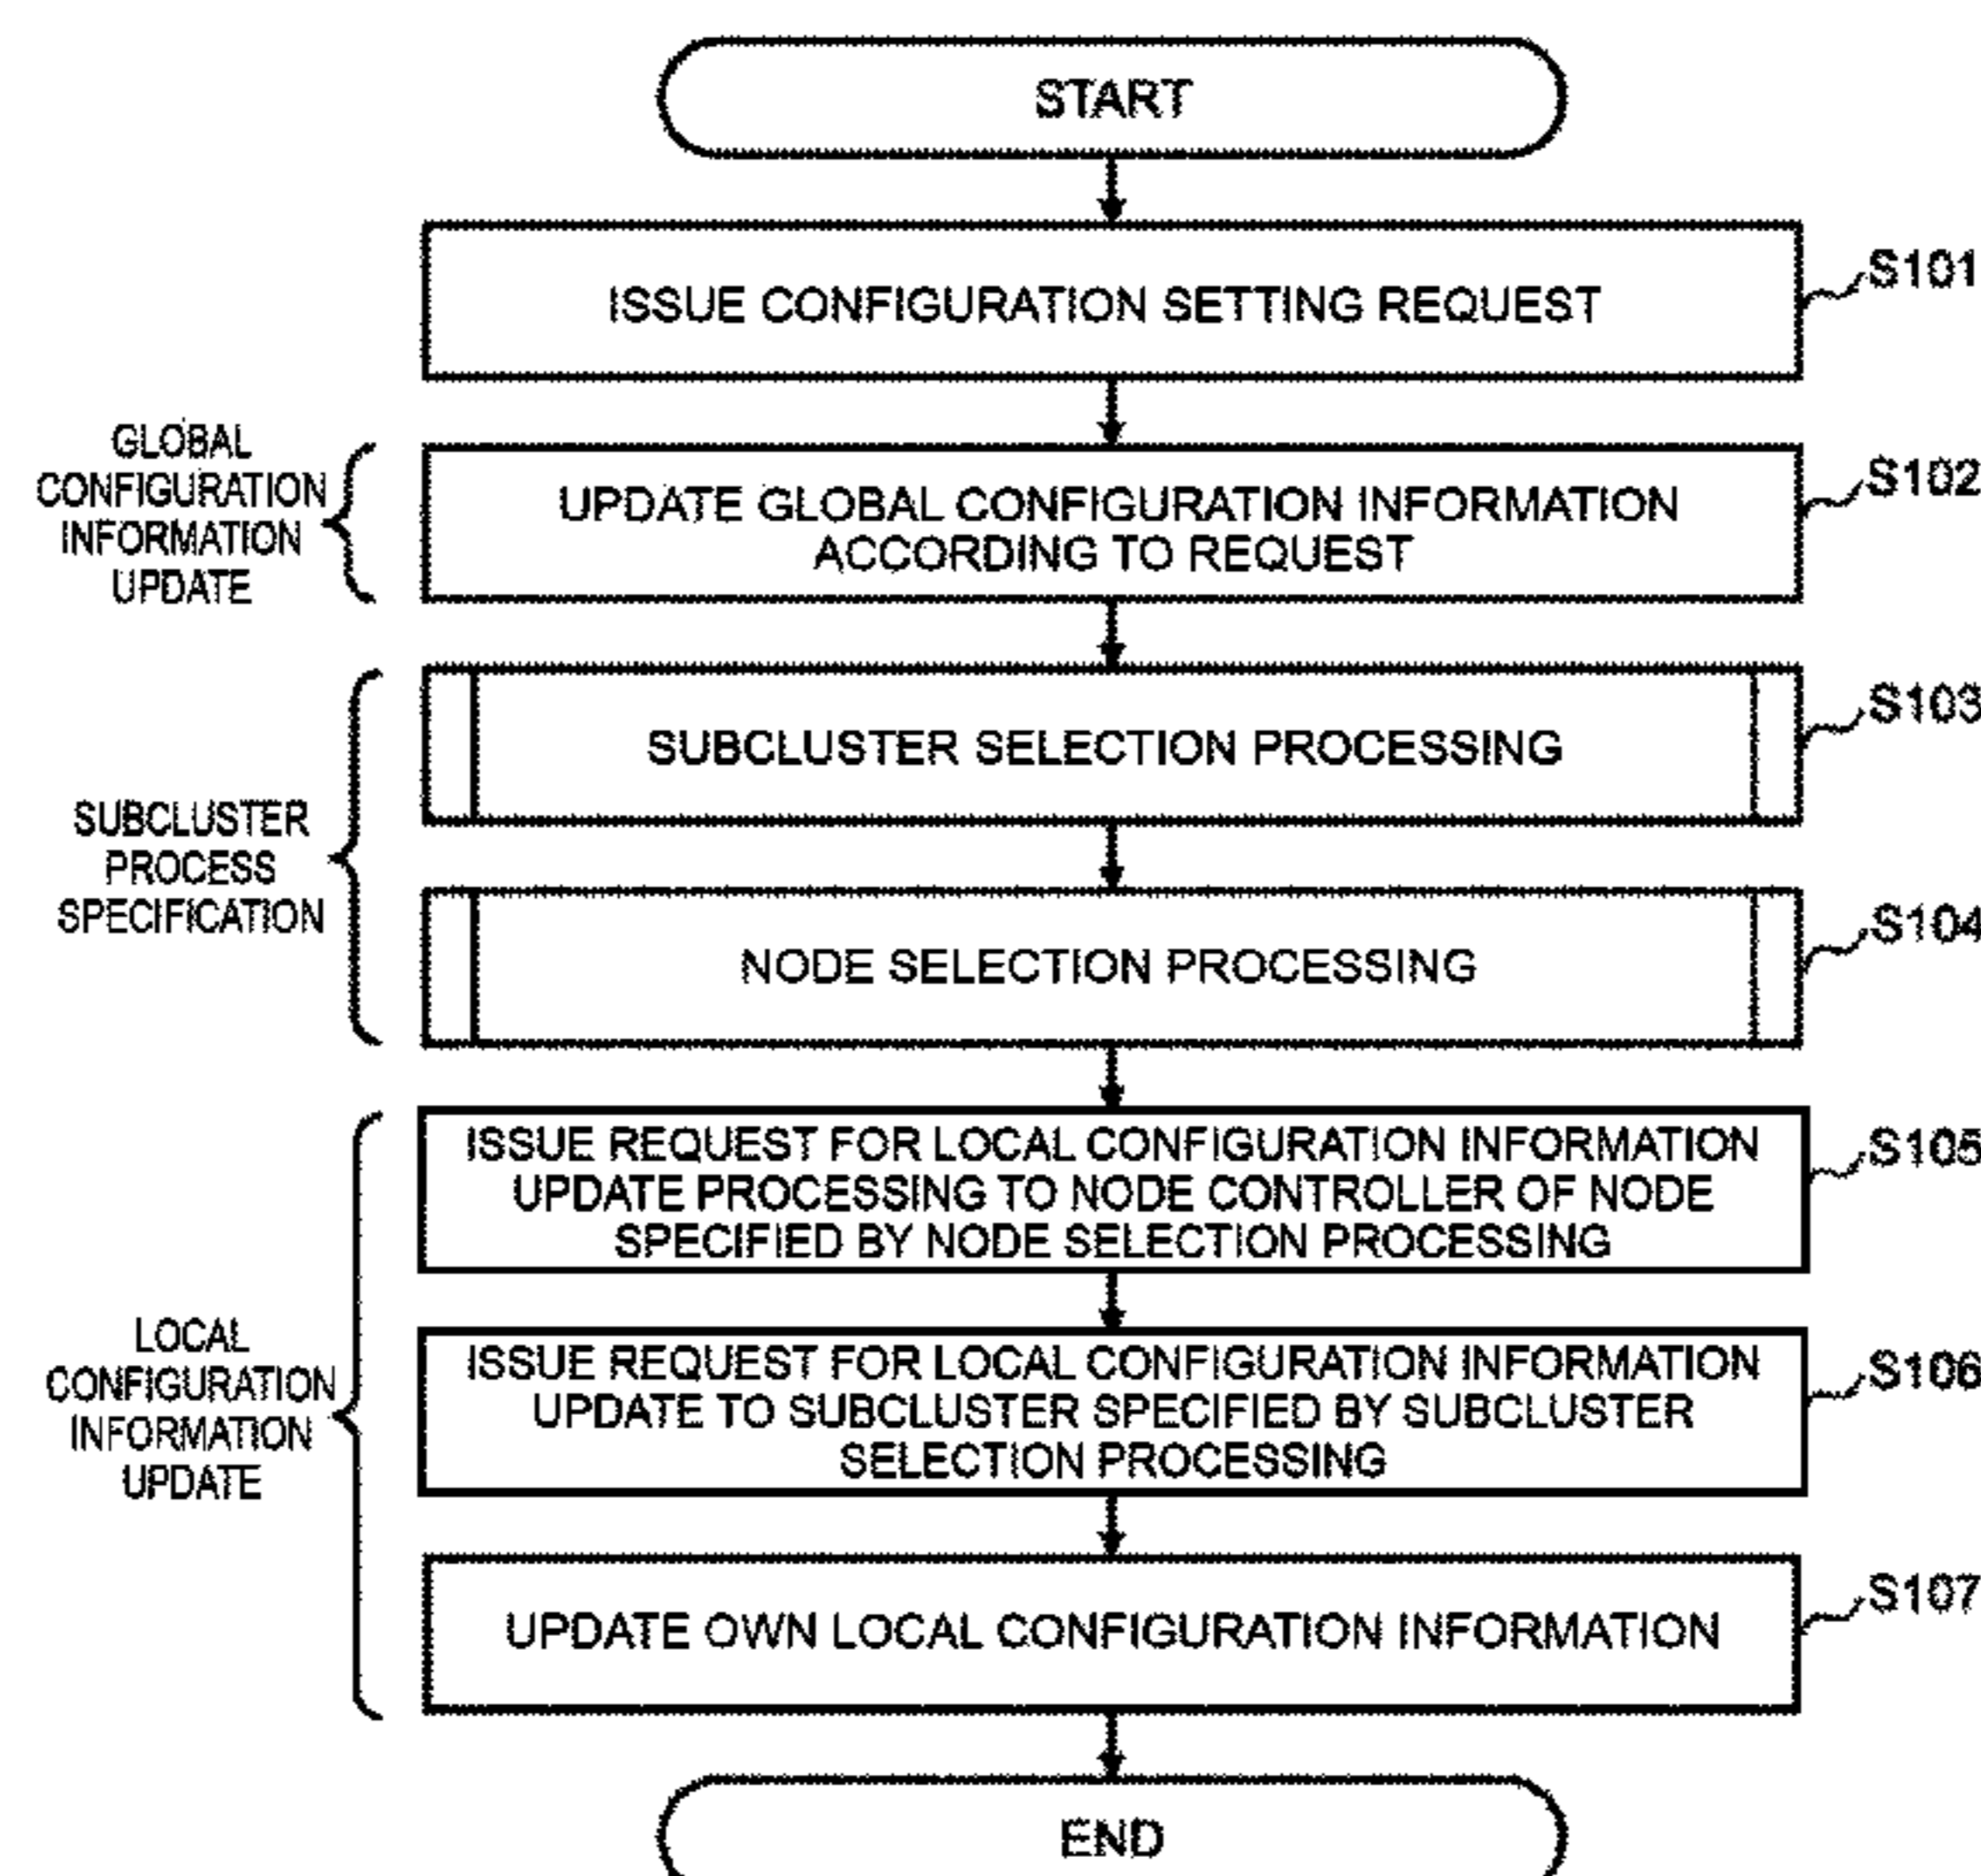 START
ISSUE CONFIGURATION SETTING REQUEST
S101
GLOBAL
CONFIGURATION
INFORMATION
UPDATE
UPDATE GLOBAL CONFIGURATION INFORMATION
ACCORDING TO REQUEST
S102
SUBCLUSTER
PROCESS
SPECIFICATION
SUBCLUSTER SELECTION PROCESSING
S103
NODE SELECTION PROCESSING
S104
LOCAL
CONFIGURATION
INFORMATION
UPDATE
ISSUE REQUEST FOR LOCAL CONFIGURATION INFORMATION
UPDATE PROCESSING TO NODE CONTROLLER OF NODE
SPECIFIED BY NODE SELECTION PROCESSING
S105
ISSUE REQUEST FOR LOCAL CONFIGURATION INFORMATION
UPDATE TO SUBCLUSTER SPECIFIED BY SUBCLUSTER
SELECTION PROCESSING
S106
UPDATE OWN LOCAL CONFIGURATION INFORMATION
S107
END